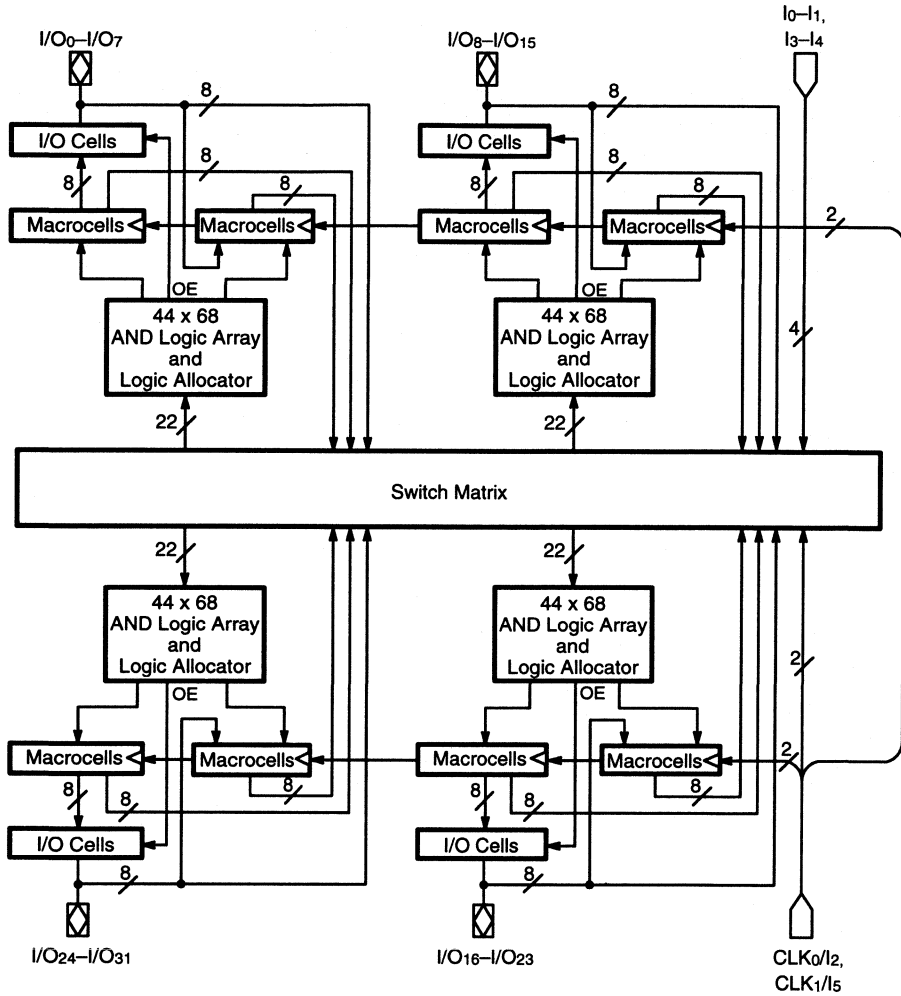 I/O0–I/O7
I/O8–I/O15
I0–I1,
I3–I4
8
8
I/O Cells
I/O Cells
8
8
8
8
8
8
Macrocells
Macrocells
Macrocells
Macrocells
2
OE
OE
44 x 68
AND Logic Array
and
Logic Allocator
44 x 68
AND Logic Array
and
Logic Allocator
4
22
22
Switch Matrix
22
22
44 x 68
AND Logic Array
and
Logic Allocator
44 x 68
AND Logic Array
and
Logic Allocator
2
OE
OE
Macrocells
Macrocells
Macrocells
Macrocells
2
8
8
8
8
8
8
I/O Cells
I/O Cells
8
8
I/O24–I/O31
I/O16–I/O23
CLK0/I2,
CLK1/I5